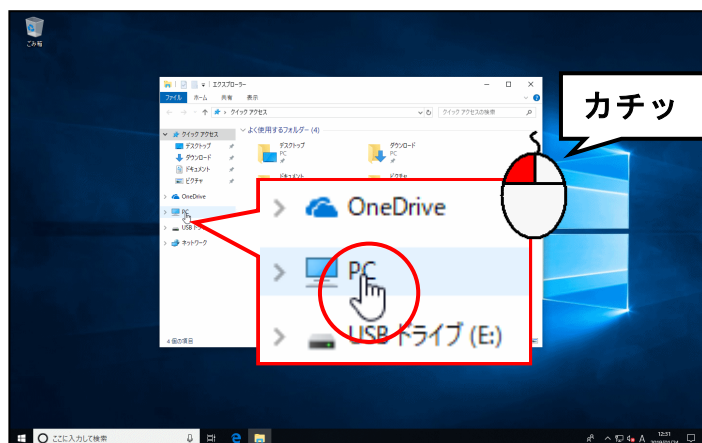 ごみ箱
エクスプローラー
ファイル ホーム 共有 表示
クイック アクセス
クイック アクセスの検索
クイック アクセス
デスクトップ
ダウンロード
ドキュメント
ピクチャ
OneDrive
PC
USB ド
ネットワーク
よく使用するフォルダー (4)
デスクトップ
PC
ダウンロード
PC
ドキュメント
ピクチャ
4 個の項目
カチッ
OneDrive
PC
USB ドライブ (E:)
ここに入力して検索
A
12:31